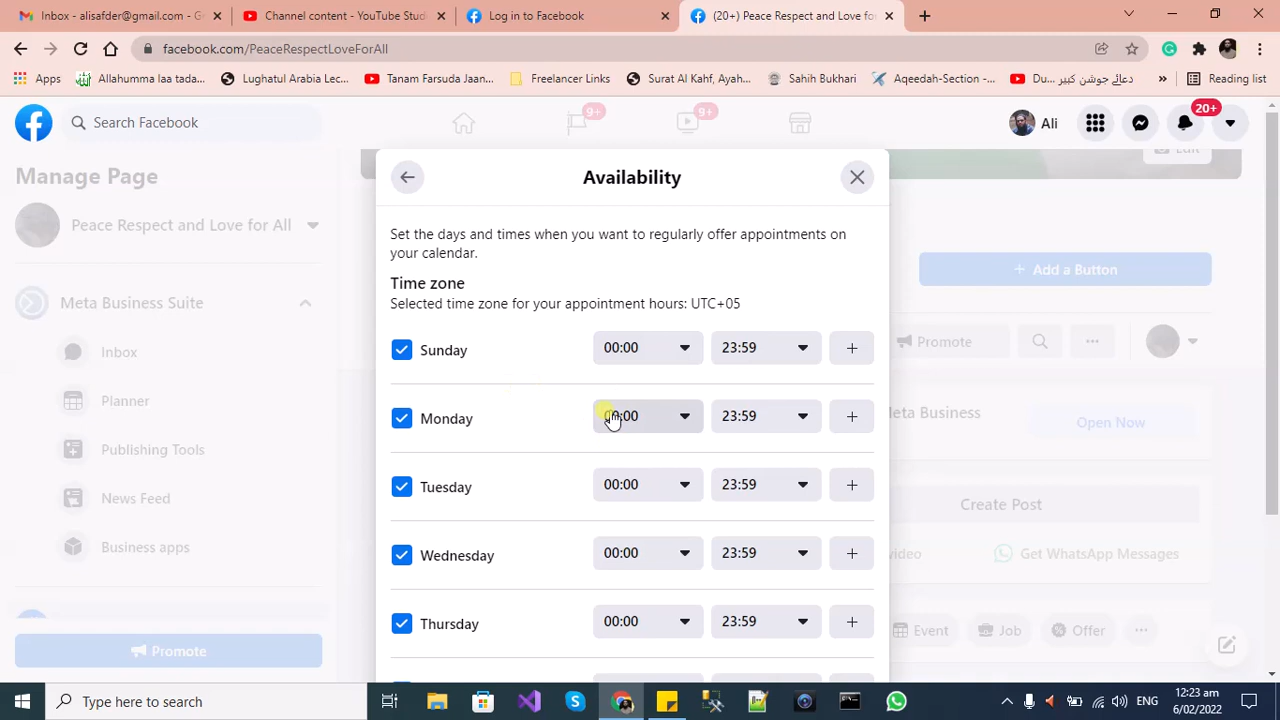 Inbox - alisafder@gmail.com - G
Channel content - YouTube Studio
Log in to Facebook
(20+) Peace Respect and Love for
facebook.com/PeaceRespectLoveForAll
Apps
Allahumma laa tada...
Lughatul Arabia Lec...
Tanam Farsuda Jaan,...
Freelancer Links
Surat Al Kahf, Ayah...
Sahih Bukhari
Aqeedah-Section -...
Du... دعائے جوشن کبیر
»
Reading list
Search Facebook
9+
9+
Ali
20+
Manage Page
Edit
Availability
Peace Respect and Love for All
Set the days and times when you want to regularly offer appointments on
your calendar.
+ Add a Button
Time zone
Selected time zone for your appointment hours: UTC+05
Meta Business Suite
Sunday 00:00 23:59 +
Promote
Inbox
Planner
Monday 23:59 +
Meta Business
Open Now
Publishing Tools
Tuesday 00:00 23:59 +
News Feed
Create Post
Business apps
Wednesday 00:00 23:59 +
video
Get WhatsApp Messages
Thursday 00:00 23:59 +
Event
Job
Offer
Promote
Type here to search
ENG
12:23 am
6/02/2022